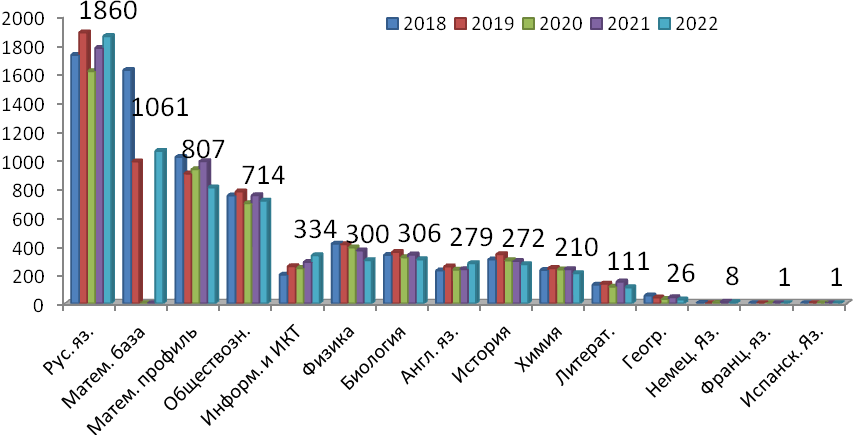 2018 2019 2020 2021 2022
2000
1800
1600
1400
1200
1000
800
600
400
200
0
1860
1061
807
714
334
300
306
279
272
210
111
26
8
1
1
Рус. яз.
Матем. база
Матем. профиль
Обществозн.
Информ. и ИКТ
Физика
Биология
Англ. яз.
История
Химия
Литерат.
Геогр.
Немец. Яз.
Франц. яз.
Испанск. Яз.